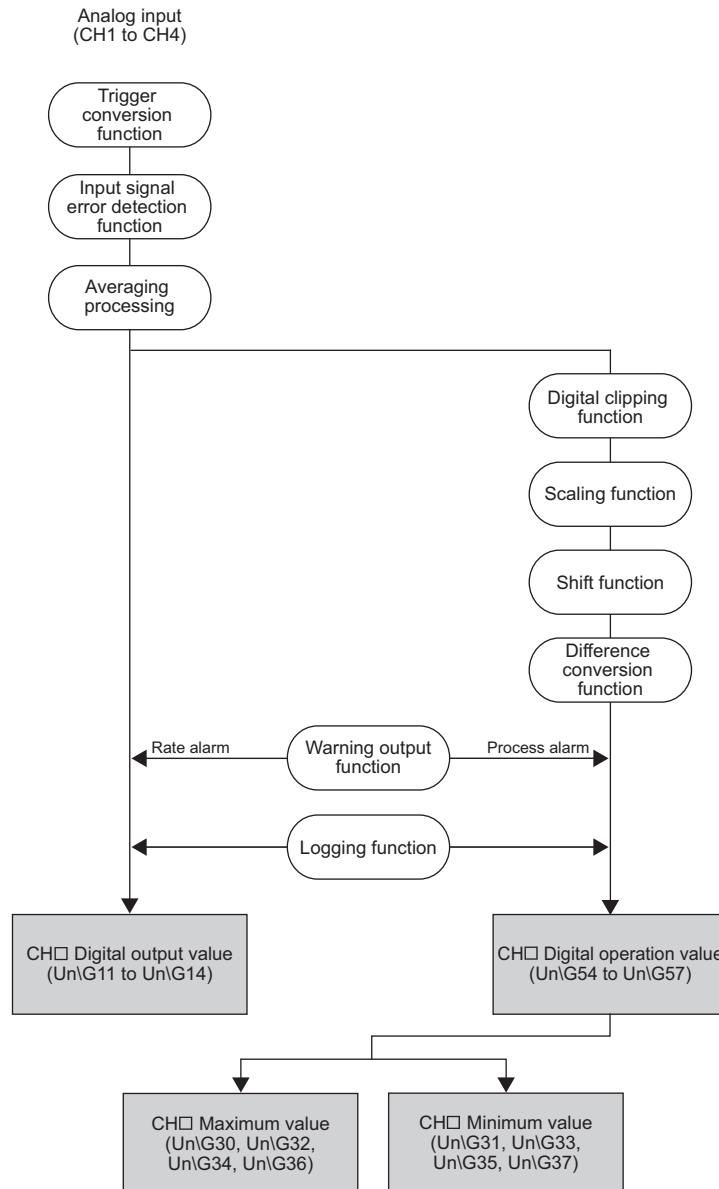 Analog input
(CH1 to CH4)
Trigger
conversion
function
Input signal
error detection
function
Averaging
processing
Digital clipping
function
Scaling function
Shift function
Difference
conversion
function
Rate alarm
Warning output
function
Process alarm
Logging function
CH□ Digital output value
(Un\G11 to Un\G14)
CH□ Digital operation value
(Un\G54 to Un\G57)
CH□ Maximum value
(Un\G30, Un\G32,
Un\G34, Un\G36)
CH□ Minimum value
(Un\G31, Un\G33,
Un\G35, Un\G37)